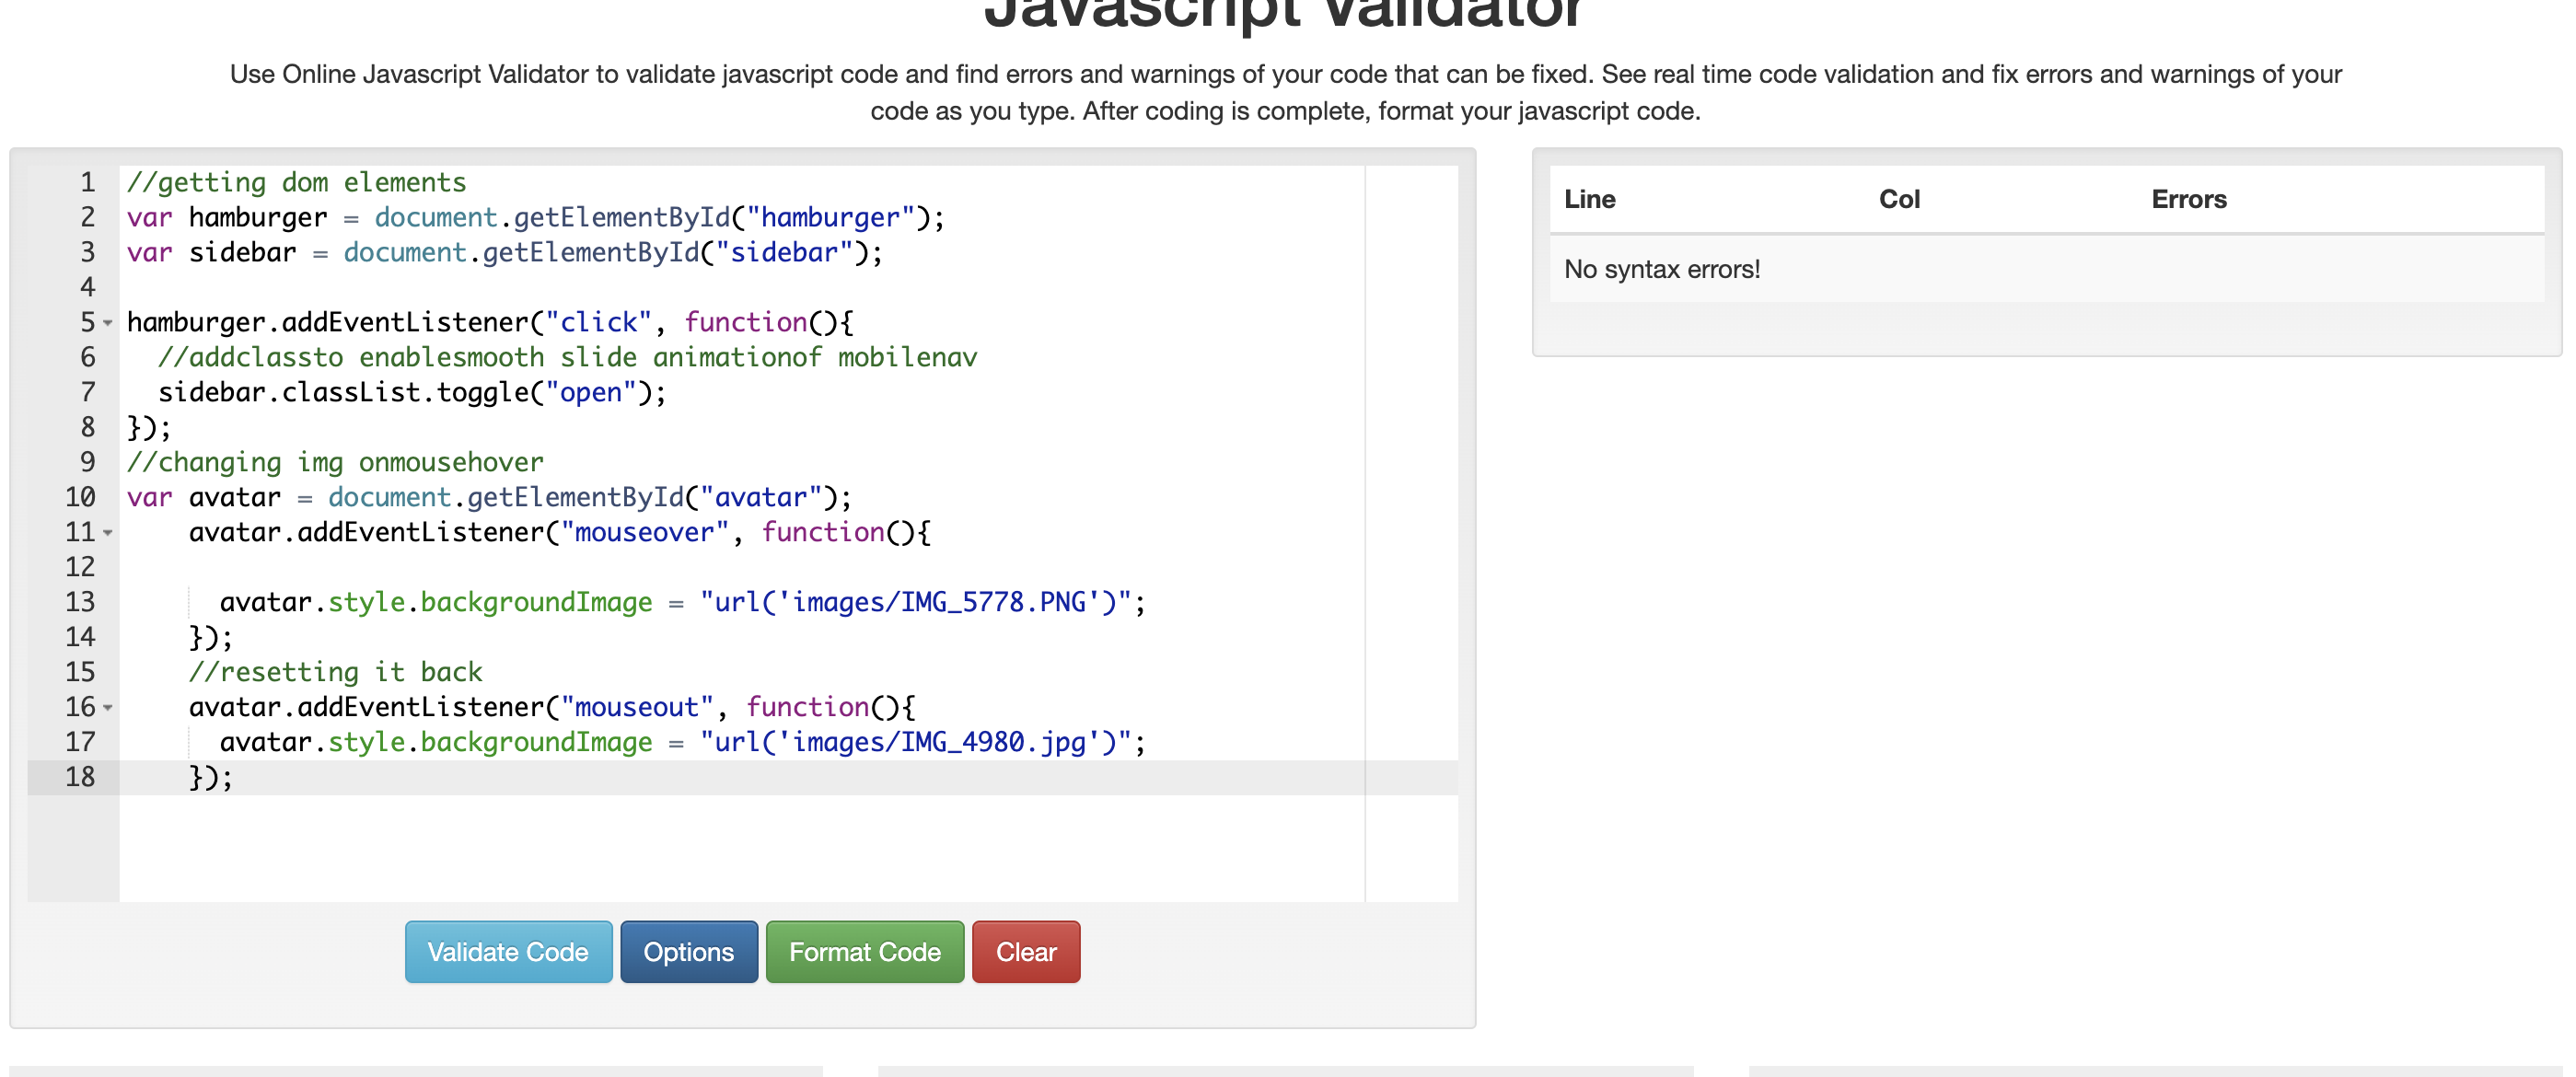 Javascript Validator
Use Online Javascript Validator to validate javascript code and find errors and warnings of your code that can be fixed. See real time code validation and fix errors and warnings of your
code as you type. After coding is complete, format your javascript code.
1 //getting dom elements
2 var hamburger = document.getElementById("hamburger");
3 var sidebar = document.getElementById("sidebar");
4
5 hamburger.addEventListener("click", function(){
6 //addclassto enablesmooth slide animationof mobilenav
7 sidebar.classList.toggle("open");
8 });
9 //changing img onmousehover
10 var avatar = document.getElementById("avatar");
11 avatar.addEventListener("mouseover", function(){
12
13 avatar.style.backgroundImage = "url('images/IMG_5778.PNG')";
14 });
15 //resetting it back
16 avatar.addEventListener("mouseout", function(){
17 avatar.style.backgroundImage = "url('images/IMG_4980.jpg')";
18 });
Validate Code Options Format Code Clear
Line Col Errors
No syntax errors!